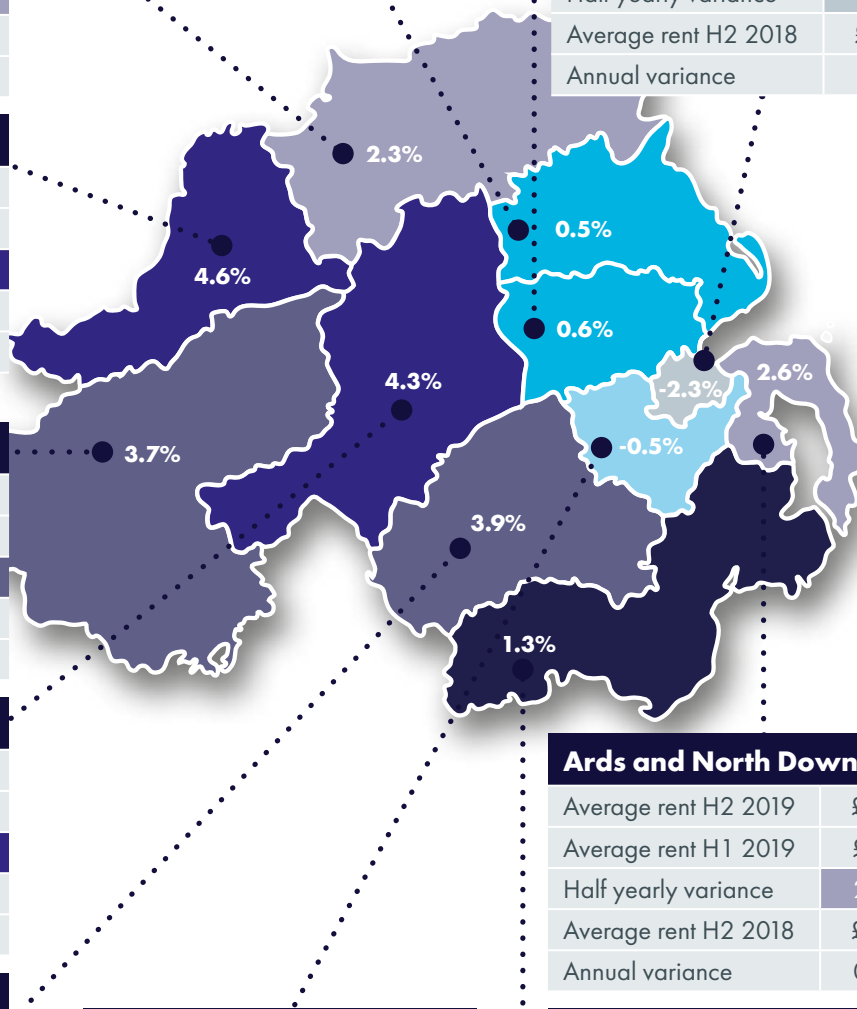 Average rent H2 2018 £
Annual variance
2.3%
0.5%
4.6%
0.6%
4.3%
-2.3%
2.6%
3.7%
-0.5%
3.9%
1.3%
Ards and North Down
Average rent H2 2019 £
Average rent H1 2019 £
Half yearly variance
Average rent H2 2018 £
Annual variance